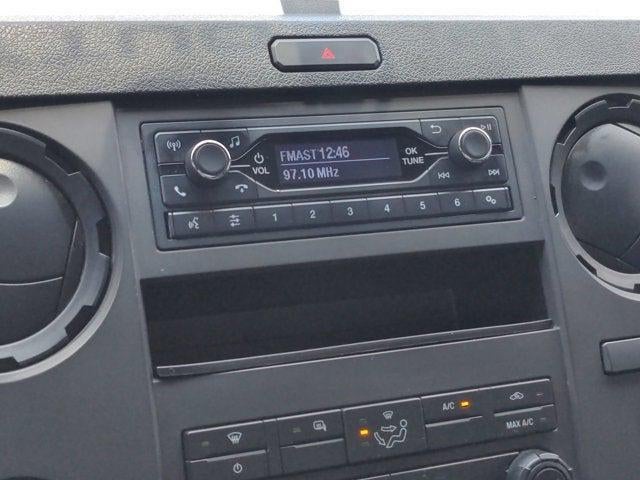 FMAST 12:46
97.10 MHz
VOL
OK
TUNE
1 2 3 4 5 6
A/C
MAX A/C